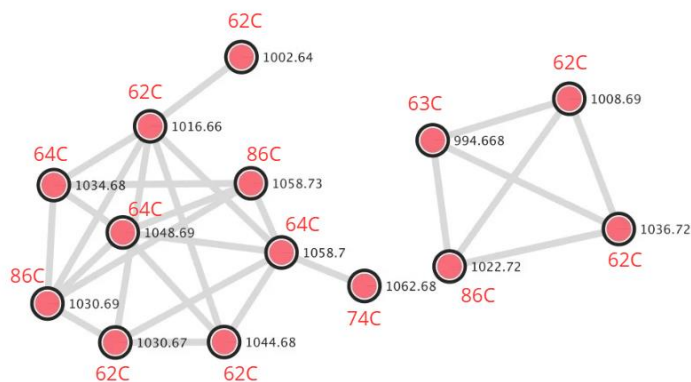 62C
1002.64
62C
1016.66
64C
1034.68
86C
1058.73
64C
1048.69
64C
1058.7
86C
1030.69
62C
1030.67
62C
1044.68
74C
1062.68
62C
1008.69
63C
994.668
62C
1036.72
86C
1022.72